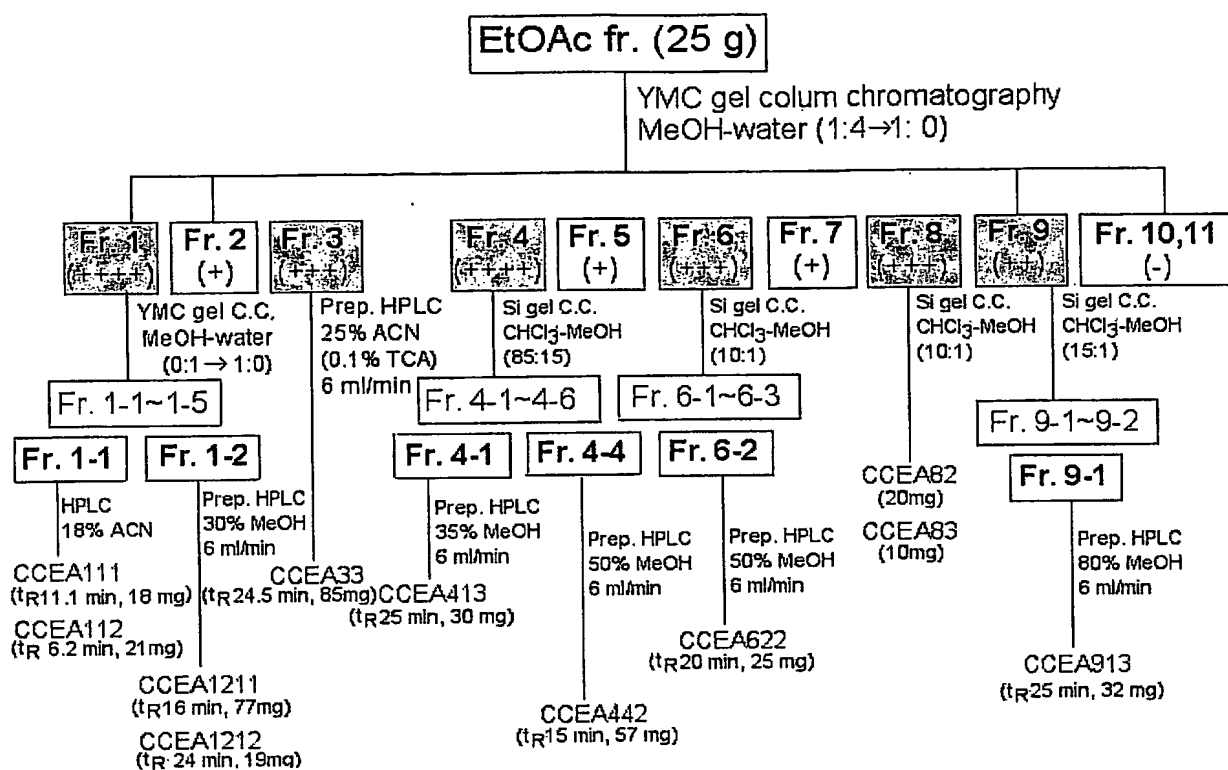 EtOAc fr. (25 g)
YMC gel colum chromatography
MeOH-water (1:4→1: 0)
Fr. 1
(++++)
Fr. 2
(+)
Fr. 3
(+++)
Fr. 4
(++++)
Fr. 5
(+)
Fr. 6
(+++)
Fr. 7
(+)
Fr. 8
Fr. 9
(++)
Fr. 10,11
(-)
YMC gel C.C,
MeOH-water
(0:1 → 1:0)
Prep. HPLC
25% ACN
(0.1% TCA)
6 ml/min
Si gel C.C.
CHCl3-MeOH
(85:15)
Si gel C.C.
CHCl3-MeOH
(10:1)
Si gel C.C.
CHCl3-MeOH
(10:1)
Si gel C.C.
CHCl3-MeOH
(15:1)
Fr. 1-1~1-5
Fr. 4-1~4-6
Fr. 6-1~6-3
Fr. 9-1~9-2
Fr. 1-1
Fr. 1-2
Fr. 4-1
Fr. 4-4
Fr. 6-2
Fr. 9-1
HPLC
18% ACN
Prep. HPLC
30% MeOH
6 ml/min
Prep. HPLC
35% MeOH
6 ml/min
Prep. HPLC
50% MeOH
6 ml/min
Prep. HPLC
50% MeOH
6 ml/min
CCEA82
(20mg)
CCEA83
(10mg)
Prep. HPLC
80% MeOH
6 ml/min
CCEA111
(tR11.1 min, 18 mg)
CCEA112
(tR 6.2 min, 21mg)
CCEA33
(tR24.5 min, 85mg)
CCEA413
(tR25 min, 30 mg)
CCEA622
(tR20 min, 25 mg)
CCEA913
(tR25 min, 32 mg)
CCEA1211
(tR16 min, 77mg)
CCEA1212
(tR 24 min, 19mg)
CCEA442
(tR15 min, 57 mg)